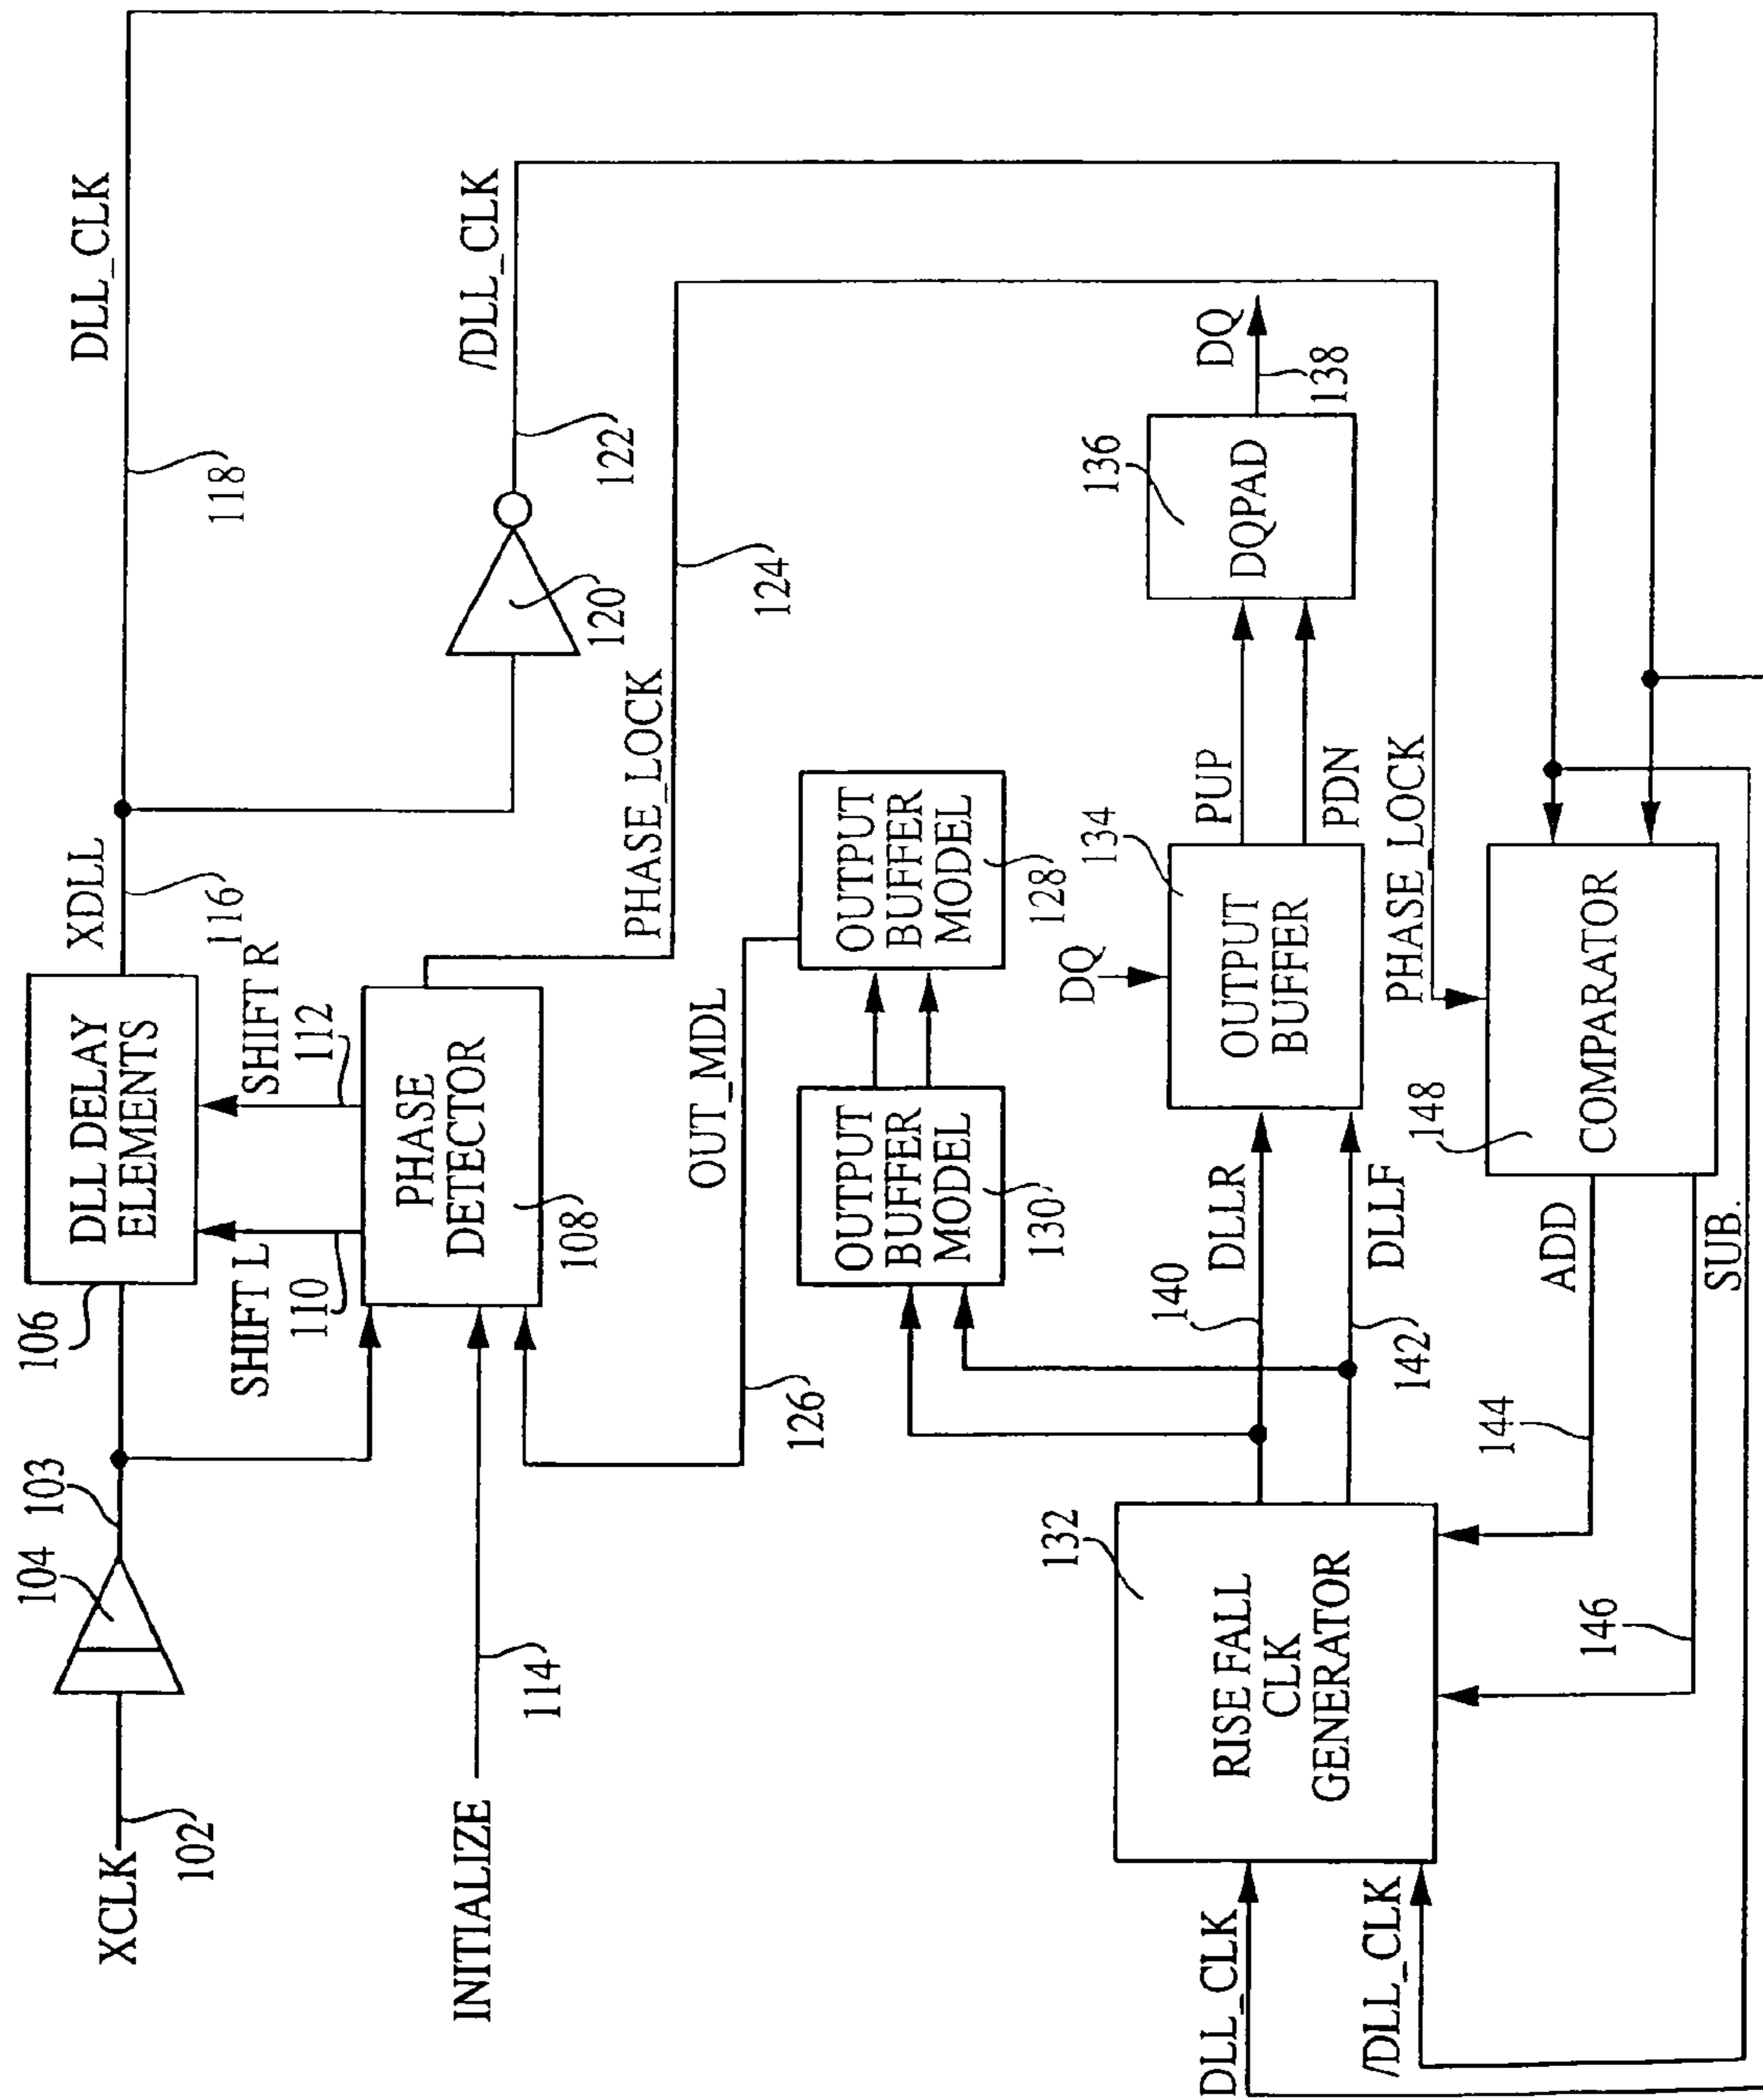 XCLK
102
104
103
106
DLL DELAY
ELEMENTS
XDLL
116
DLL_CLK
118
SHIFT L
110
SHIFT R
112
INITIALIZE
114
PHASE
DETECTOR
108
120
122
/DLL_CLK
PHASE_LOCK
124
OUT_MDL
126
OUTPUT
BUFFER
MODEL
130
OUTPUT
BUFFER
MODEL
128
DLL_CLK
/DLL_CLK
132
RISE FALL
CLK
GENERATOR
140
DLLR
142
DLLF
DQ
134
OUTPUT
BUFFER
PUP
PDN
136
DQPAD
DQ
138
PHASE_LOCK
144
ADD
146
SUB.
148
COMPARATOR